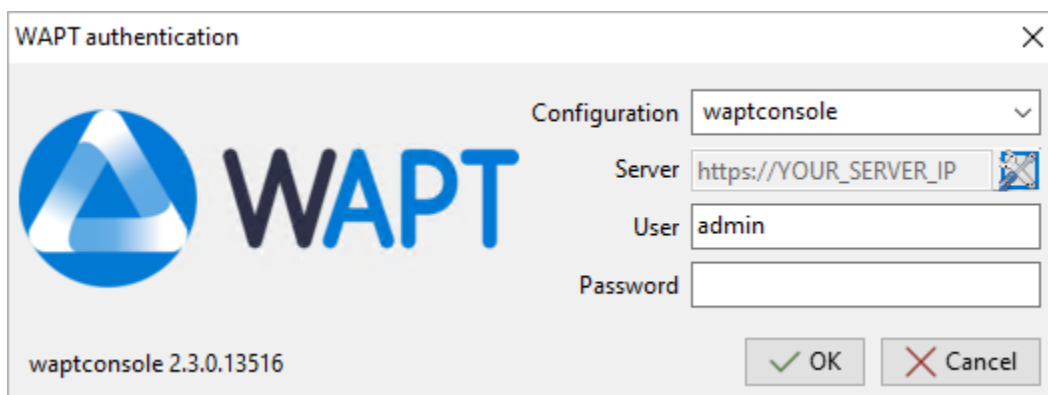 WAPT authentication
Configuration waptconsole
WAPT
Server https://YOUR_SERVER_IP
User admin
Password
waptconsole 2.3.0.13516
OK Cancel